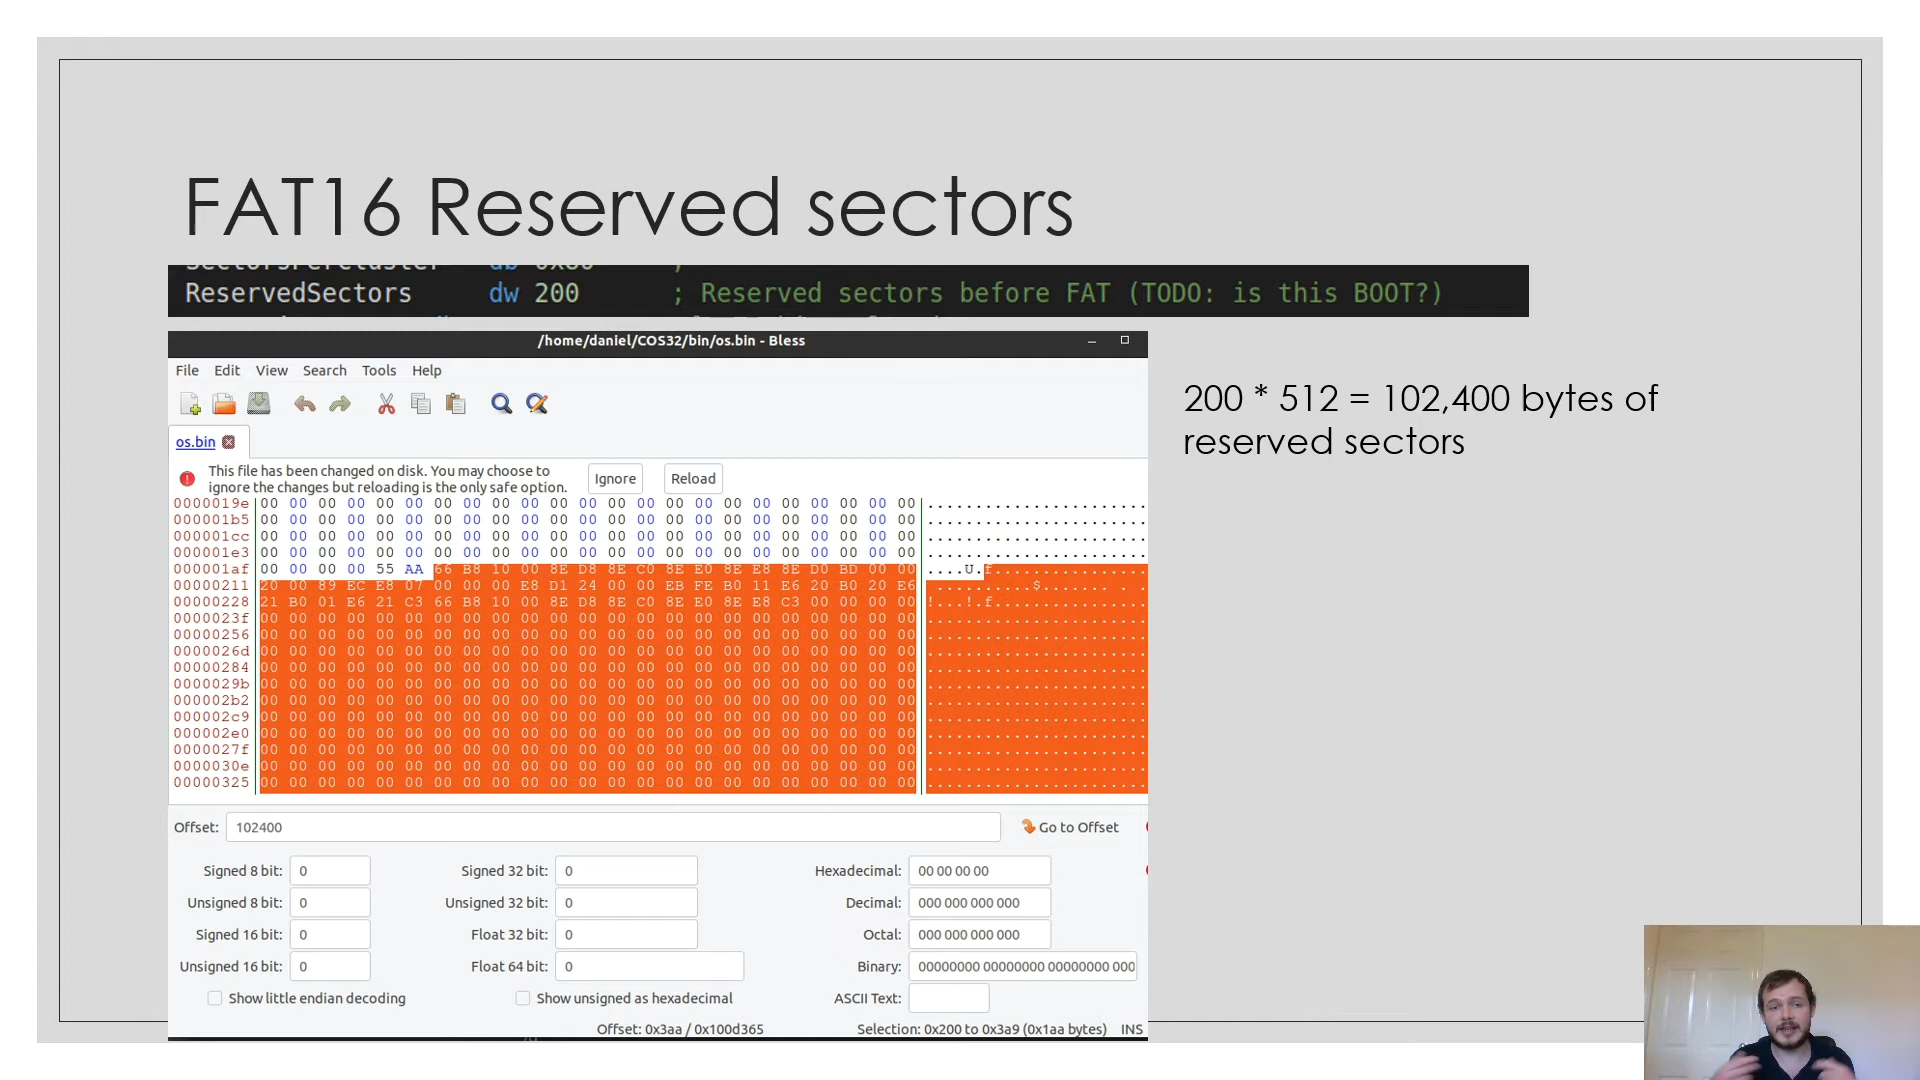 FAT16 Reserved sectors
ReservedSectors dw 200 ; Reserved sectors before FAT (TODO: is this BOOT?)
/home/daniel/COS32/bin/os.bin - Bless
File Edit View Search Tools Help
os.bin
This file has been changed on disk. You may choose to
ignore the changes but reloading is the only safe option.
Ignore Reload
0000019e 00 00 00 00 00 00 00 00 00 00 00 00 00 00 00 00 00 00 00 00 00 00 00 .......................
000001b5 00 00 00 00 00 00 00 00 00 00 00 00 00 00 00 00 00 00 00 00 00 00 00 .......................
000001cc 00 00 00 00 00 00 00 00 00 00 00 00 00 00 00 00 00 00 00 00 00 00 00 .......................
000001e3 00 00 00 00 00 00 00 00 00 00 00 00 00 00 00 00 00 00 00 00 00 00 00 .......................
000001af 00 00 00 00 55 AA 66 B8 10 00 8E D8 8E C0 8E E0 8E E8 8E D0 BD 00 00 ....U.f................
00000211 20 00 89 EC E8 07 00 00 00 E8 D1 24 00 00 EB FE B0 11 E6 20 B0 20 E6 ...........$....... . .
00000228 21 B0 01 E6 21 C3 66 B8 10 00 8E D8 8E C0 8E E0 8E E8 C3 00 00 00 00 !...!.f................
0000023f 00 00 00 00 00 00 00 00 00 00 00 00 00 00 00 00 00 00 00 00 00 00 00 .......................
00000256 00 00 00 00 00 00 00 00 00 00 00 00 00 00 00 00 00 00 00 00 00 00 00 .......................
0000026d 00 00 00 00 00 00 00 00 00 00 00 00 00 00 00 00 00 00 00 00 00 00 00 .......................
00000284 00 00 00 00 00 00 00 00 00 00 00 00 00 00 00 00 00 00 00 00 00 00 00 .......................
0000029b 00 00 00 00 00 00 00 00 00 00 00 00 00 00 00 00 00 00 00 00 00 00 00 .......................
000002b2 00 00 00 00 00 00 00 00 00 00 00 00 00 00 00 00 00 00 00 00 00 00 00 .......................
000002c9 00 00 00 00 00 00 00 00 00 00 00 00 00 00 00 00 00 00 00 00 00 00 00 .......................
000002e0 00 00 00 00 00 00 00 00 00 00 00 00 00 00 00 00 00 00 00 00 00 00 00 .......................
0000027f 00 00 00 00 00 00 00 00 00 00 00 00 00 00 00 00 00 00 00 00 00 00 00 .......................
0000030e 00 00 00 00 00 00 00 00 00 00 00 00 00 00 00 00 00 00 00 00 00 00 00 .......................
00000325 00 00 00 00 00 00 00 00 00 00 00 00 00 00 00 00 00 00 00 00 00 00 00 .......................
Offset: 102400 Go to Offset
Signed 8 bit: 0 Signed 32 bit: 0 Hexadecimal: 00 00 00 00
Unsigned 8 bit: 0 Unsigned 32 bit: 0 Decimal: 000 000 000 000
Signed 16 bit: 0 Float 32 bit: 0 Octal: 000 000 000 000
Unsigned 16 bit: 0 Float 64 bit: 0 Binary: 00000000 00000000 00000000 000
Show little endian decoding Show unsigned as hexadecimal ASCII Text:
Offset: 0x3aa / 0x100d365 Selection: 0x200 to 0x3a9 (0x1aa bytes) INS
200 * 512 = 102,400 bytes of
reserved sectors